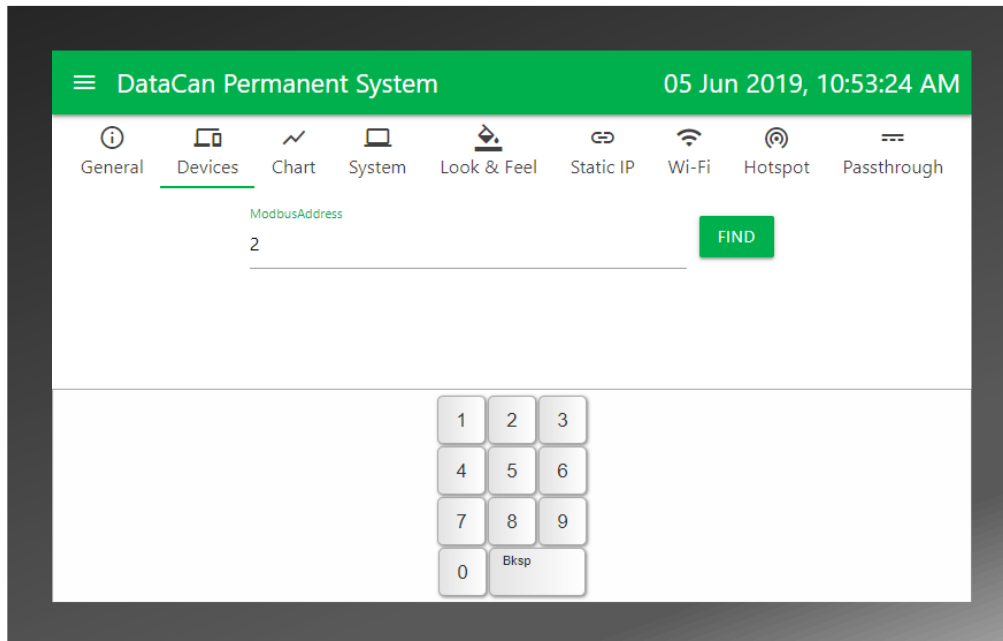 DataCan Permanent System 05 Jun 2019, 10:53:24 AM
General Devices Chart System Look & Feel Static IP Wi-Fi Hotspot Passthrough
ModbusAddress
2
FIND
1 2 3
4 5 6
7 8 9
0 Bksp